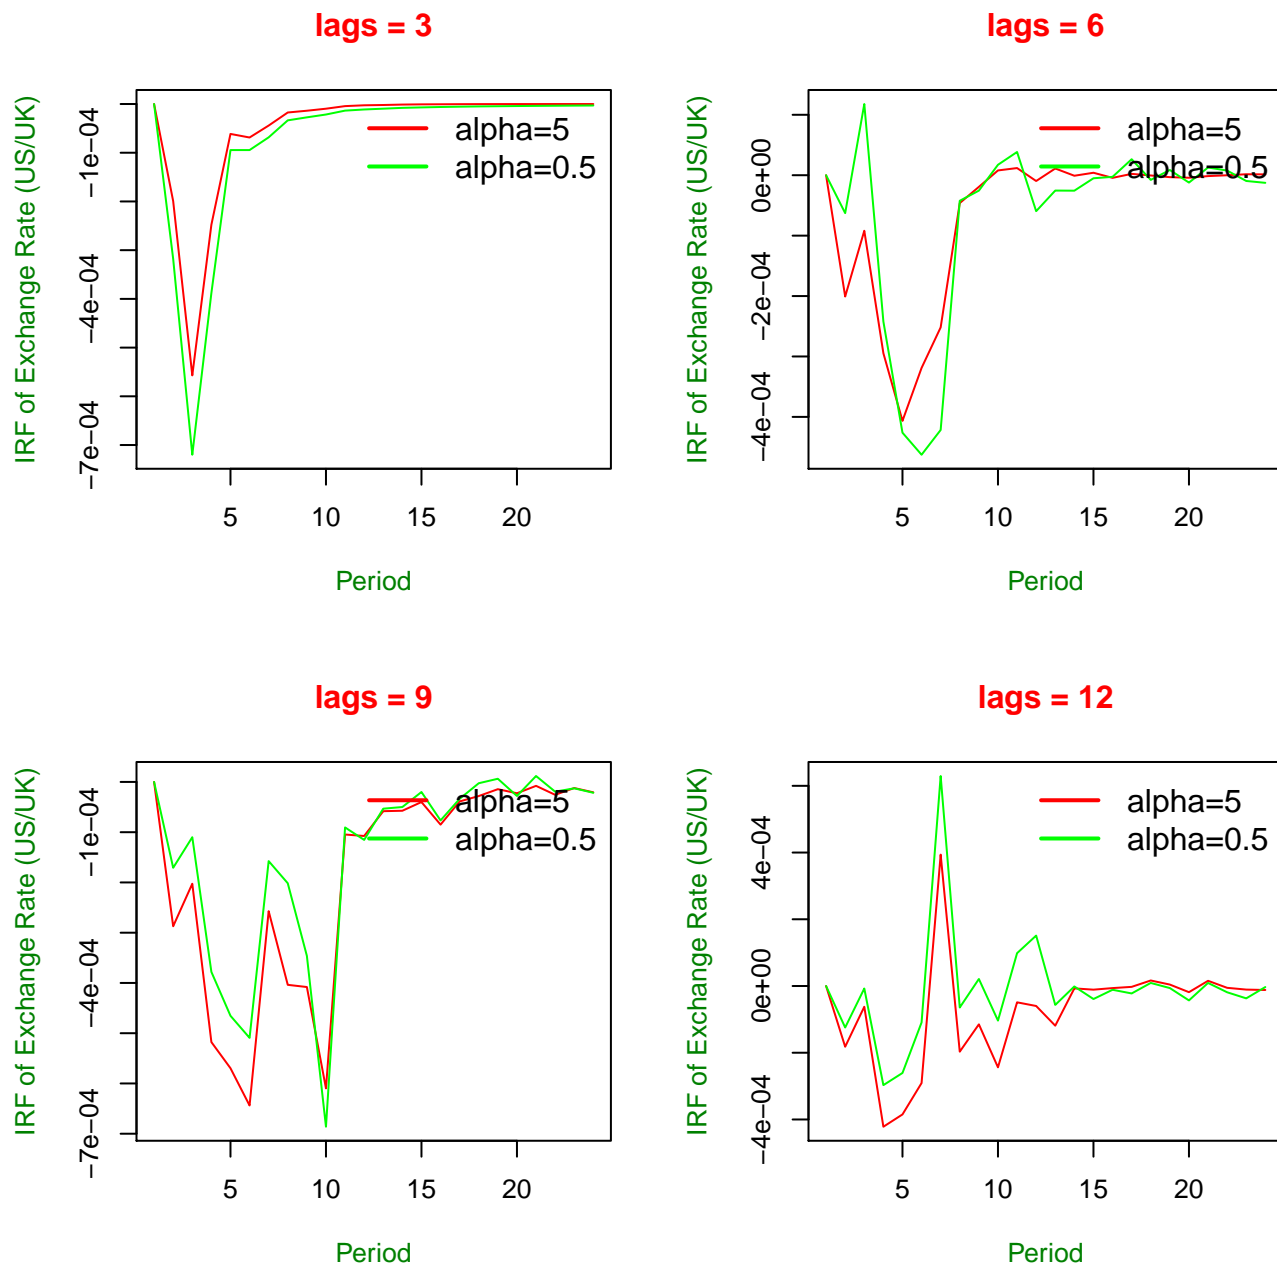 lags = 3
IRF of Exchange Rate (US/UK)
−1e−04
−4e−04
−7e−04
alpha=5
alpha=0.5
5 10 15 20
Period
lags = 6
IRF of Exchange Rate (US/UK)
0e+00
−2e−04
−4e−04
alpha=5
alpha=0.5
5 10 15 20
Period
lags = 9
IRF of Exchange Rate (US/UK)
−1e−04
−4e−04
−7e−04
alpha=5
alpha=0.5
5 10 15 20
Period
lags = 12
IRF of Exchange Rate (US/UK)
4e−04
0e+00
−4e−04
alpha=5
alpha=0.5
5 10 15 20
Period